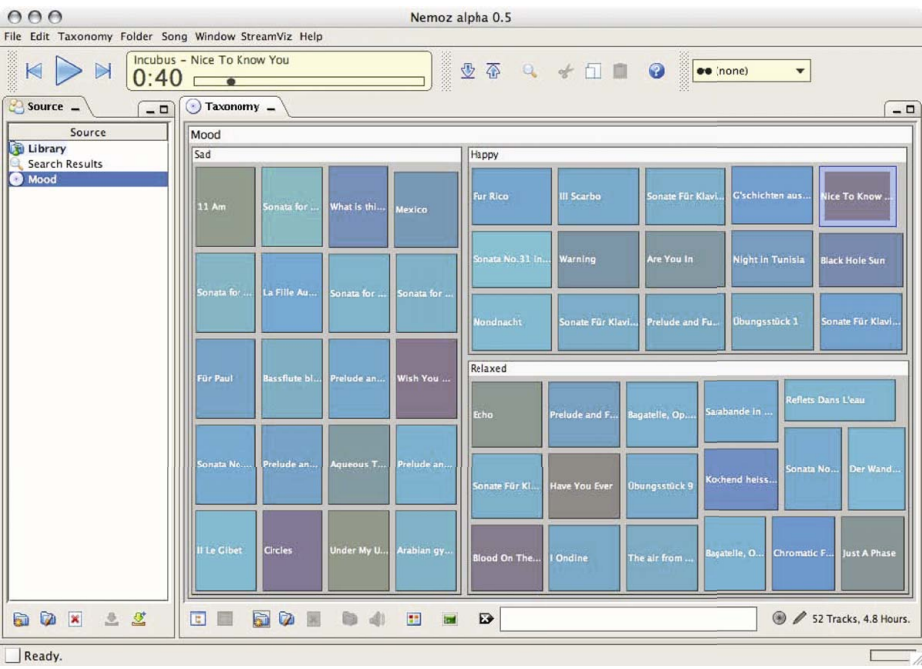 Nemoz alpha 0.5
File Edit Taxonomy Folder Song Window StreamViz Help
Incubus - Nice To Know You
0:40
(none)
Source
Taxonomy
Source
Library
Search Results
Mood
Mood
Sad
11 Am
Sonata for ...
What is thi...
Mexico
Sonata for ...
La Fille Au...
Sonata for ...
Sonata for ...
Für Paul
Bassflute bl...
Prelude an...
Wish You ...
Sonata No....
Prelude an...
Aqueous T...
Prelude an...
II Le Gibet
Circles
Under My U...
Arabian gy...
Happy
Fur Rico
III Scarbo
Sonate Für Klavi...
G'schichten aus...
Nice To Know ...
Sonata No.33 in...
Warning
Are You In
Night in Tunisia
Black Hole Sun
Mondnacht
Sonate Für Klavi...
Prelude and Fu...
Übungsstück 1
Sonate Für Klavi...
Relaxed
Echo
Prelude and F...
Bagatelle, Op....
Sarabande in ...
Reflets Dans L'eau
Sonate Für Kl...
Have You Ever
Übungsstück 9
Kochend heiss...
Sonata No...
Der Wand...
Blood On The...
I Ondine
The air from ...
Bagatelle, O...
Chromatic F...
Just A Phase
52 Tracks, 4.8 Hours.
Ready.